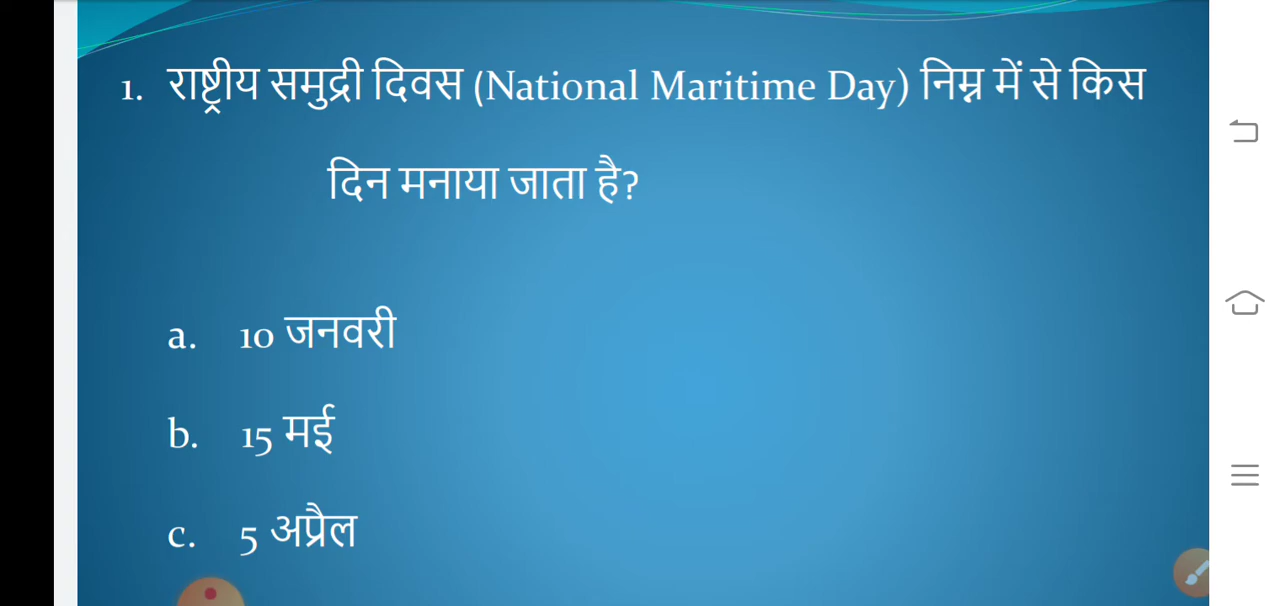 1. राष्ट्रीय समुद्री दिवस (National Maritime Day) निम्न में से किस
दिन मनाया जाता है?
a. 10 जनवरी
b. 15 मई
c. 5 अप्रैल